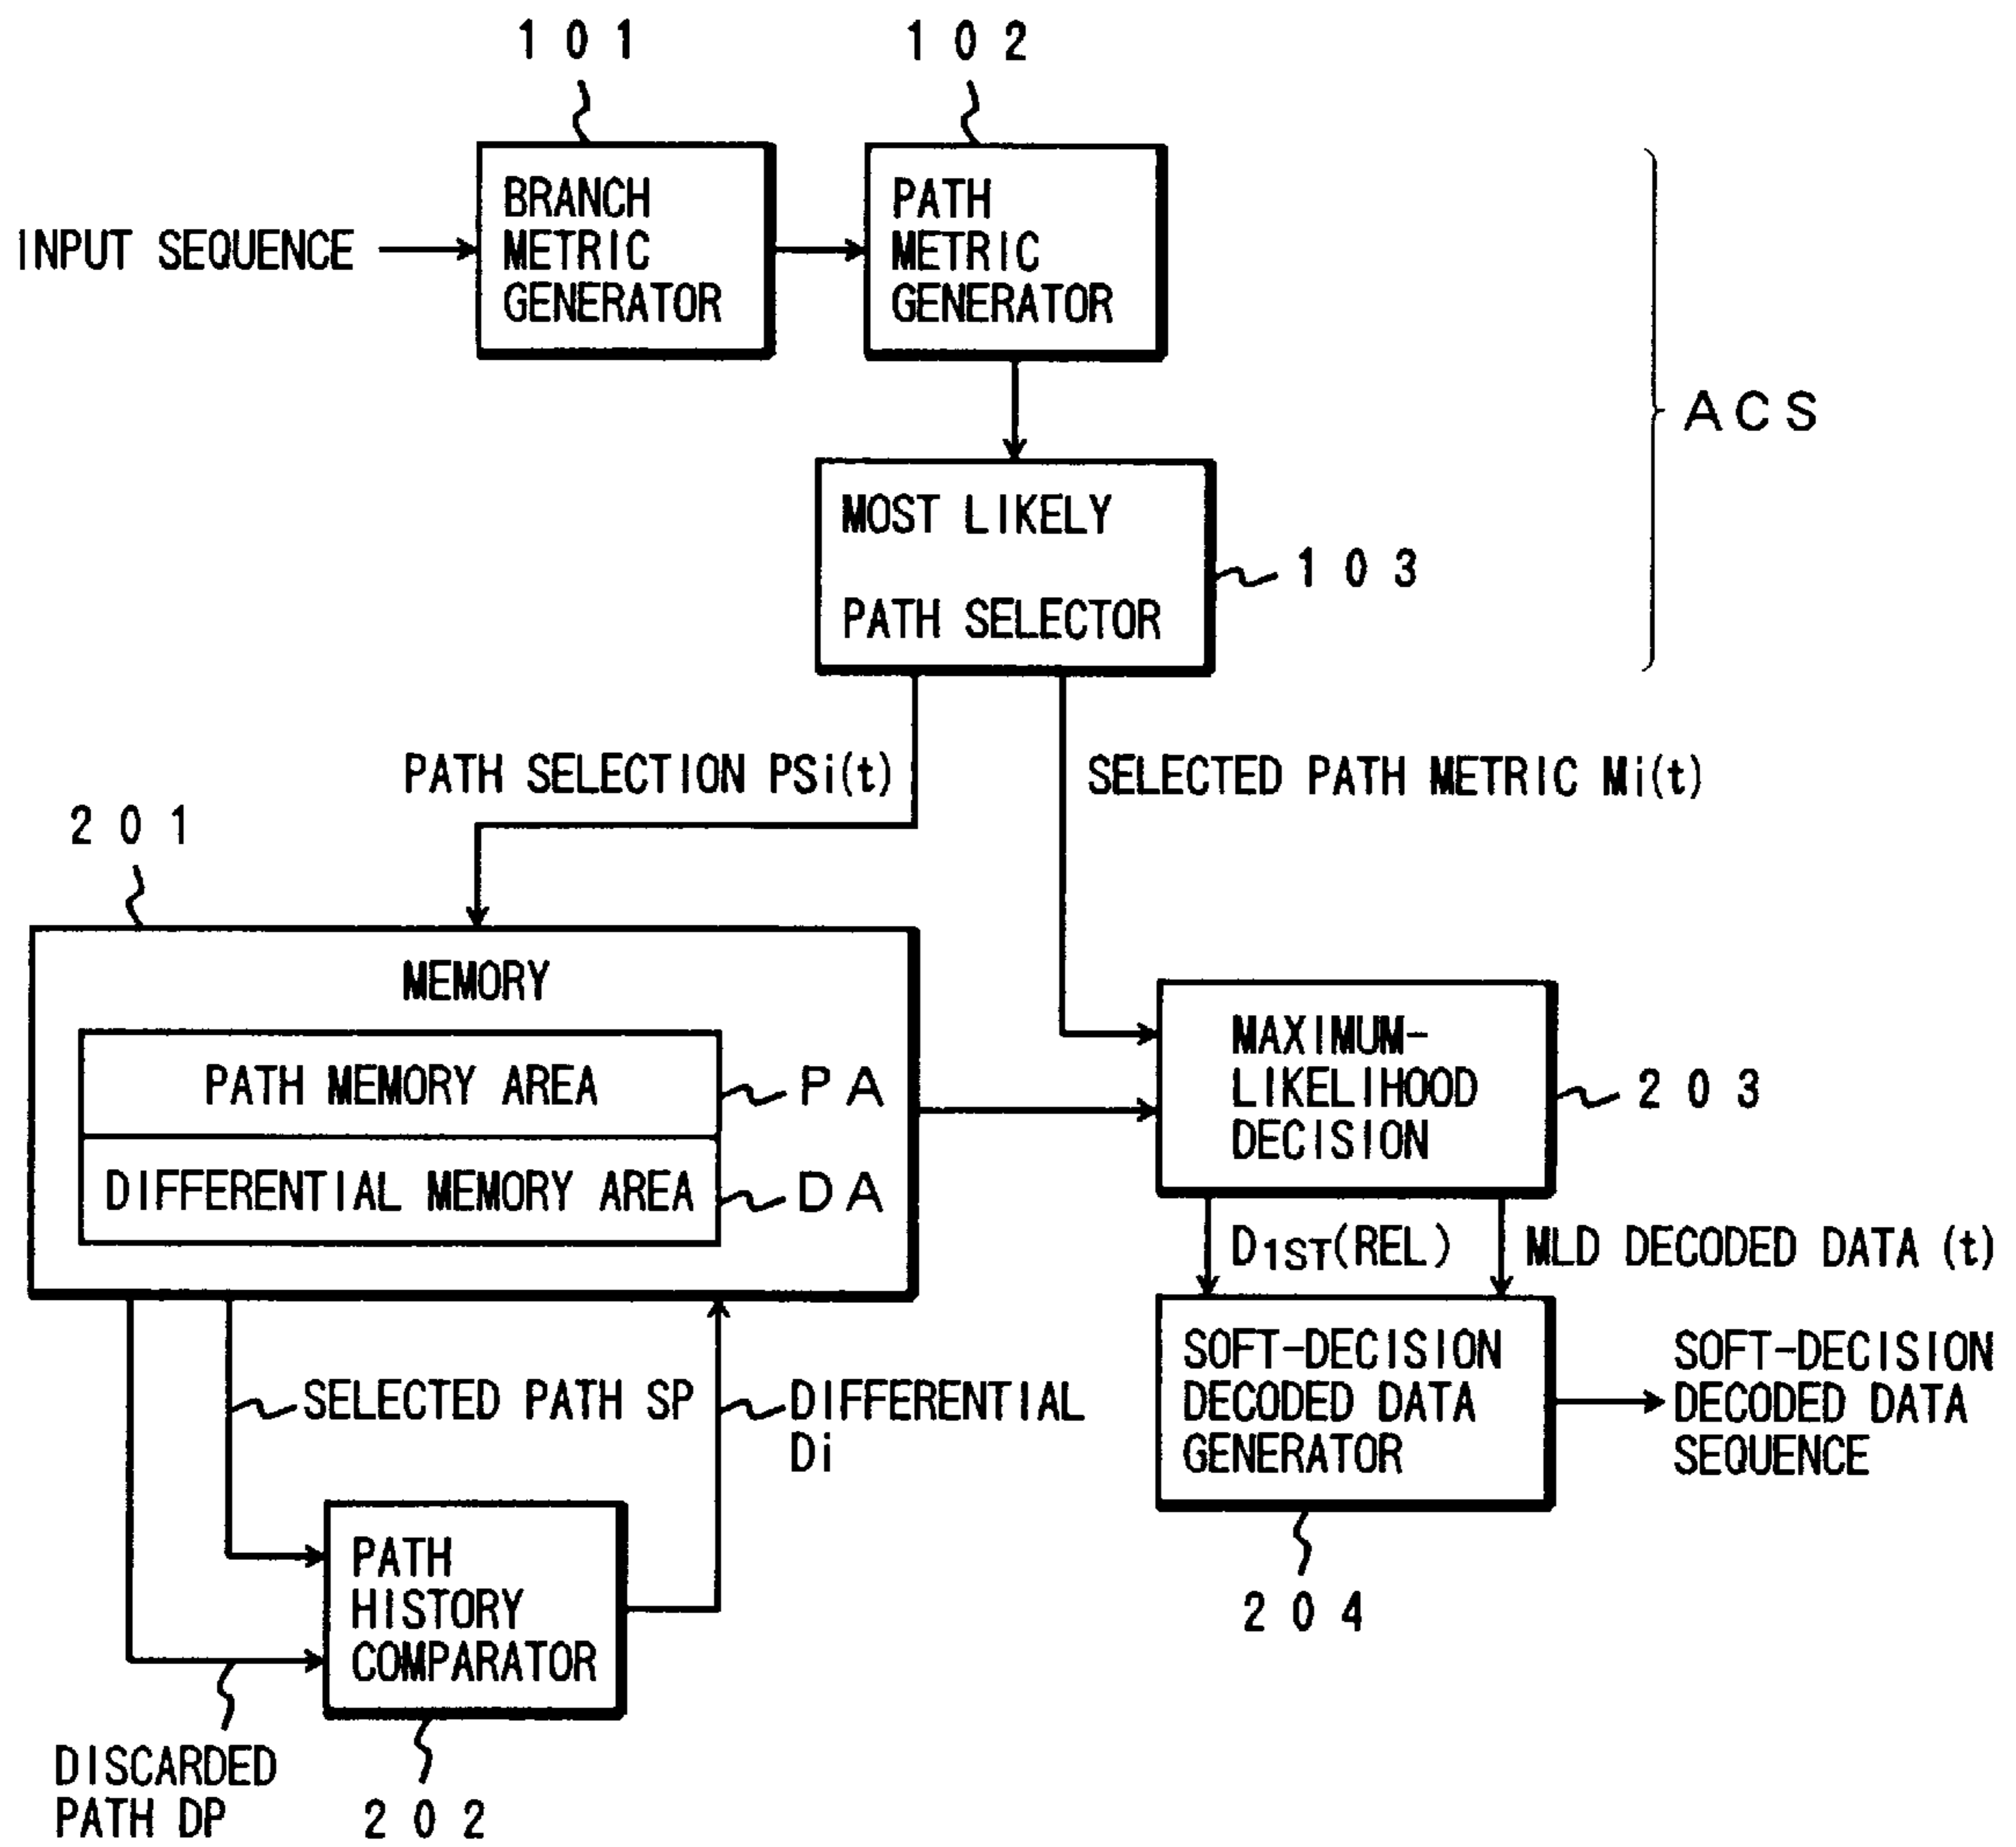 101
102
BRANCH
METRIC
GENERATOR
PATH
METRIC
GENERATOR
INPUT SEQUENCE
ACS
MOST LIKELY
PATH SELECTOR
103
PATH SELECTION PSi(t)
SELECTED PATH METRIC Mi(t)
201
MEMORY
PATH MEMORY AREA
PA
DIFFERENTIAL MEMORY AREA
DA
MAXIMUM-
LIKELIHOOD
DECISION
203
D1ST(REL)
MLD DECODED DATA (t)
SOFT-DECISION
DECODED DATA
GENERATOR
SOFT-DECISION
DECODED DATA
SEQUENCE
204
SELECTED PATH SP
DIFFERENTIAL
Di
PATH
HISTORY
COMPARATOR
DISCARDED
PATH DP
202